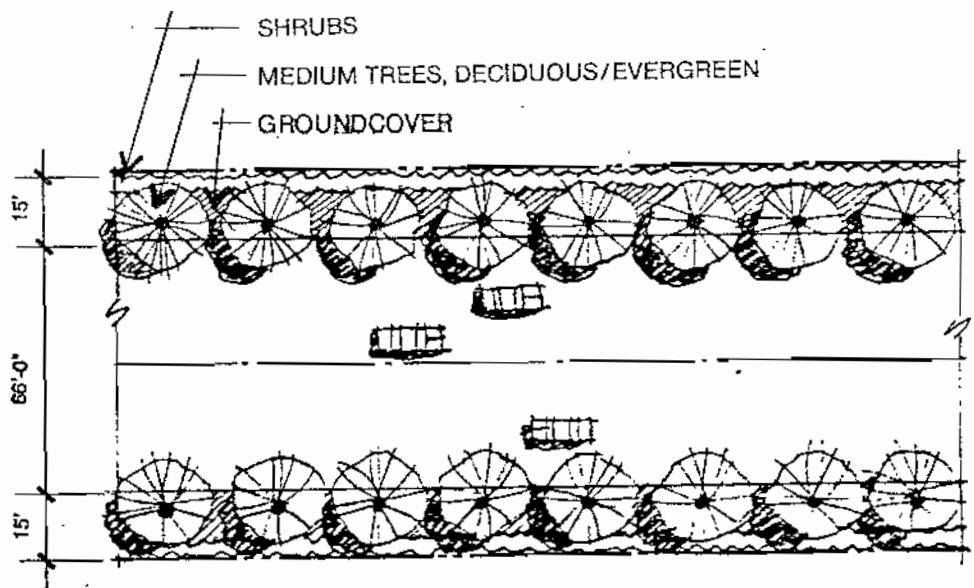 SHRUBS
MEDIUM TREES, DECIDUOUS/EVERGREEN
GROUNDCOVER
15'
66'-0"
15'